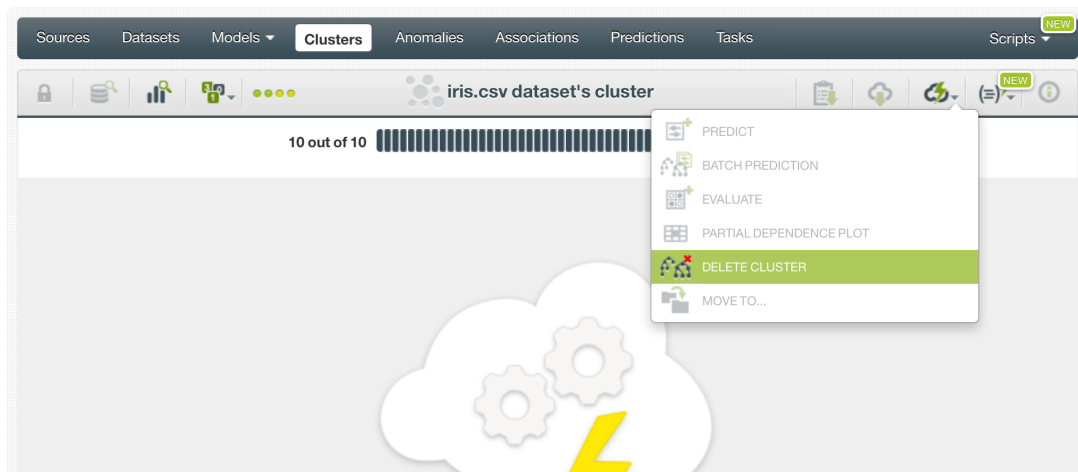 Sources Datasets Models Clusters Anomalies Associations Predictions Tasks Scripts NEW
iris.csv dataset's cluster (=) NEW
10 out of 10
PREDICT
BATCH PREDICTION
EVALUATE
PARTIAL DEPENDENCE PLOT
DELETE CLUSTER
MOVE TO...